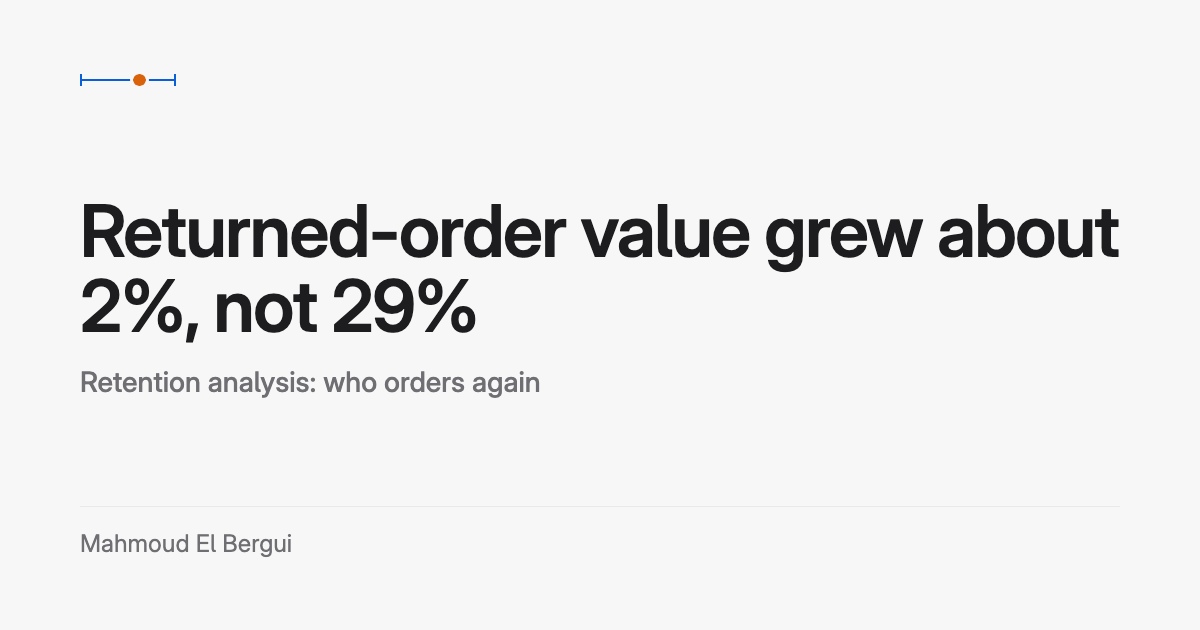 Returned-order value grew about
2%, not 29%
Retention analysis: who orders again
Mahmoud El Bergui